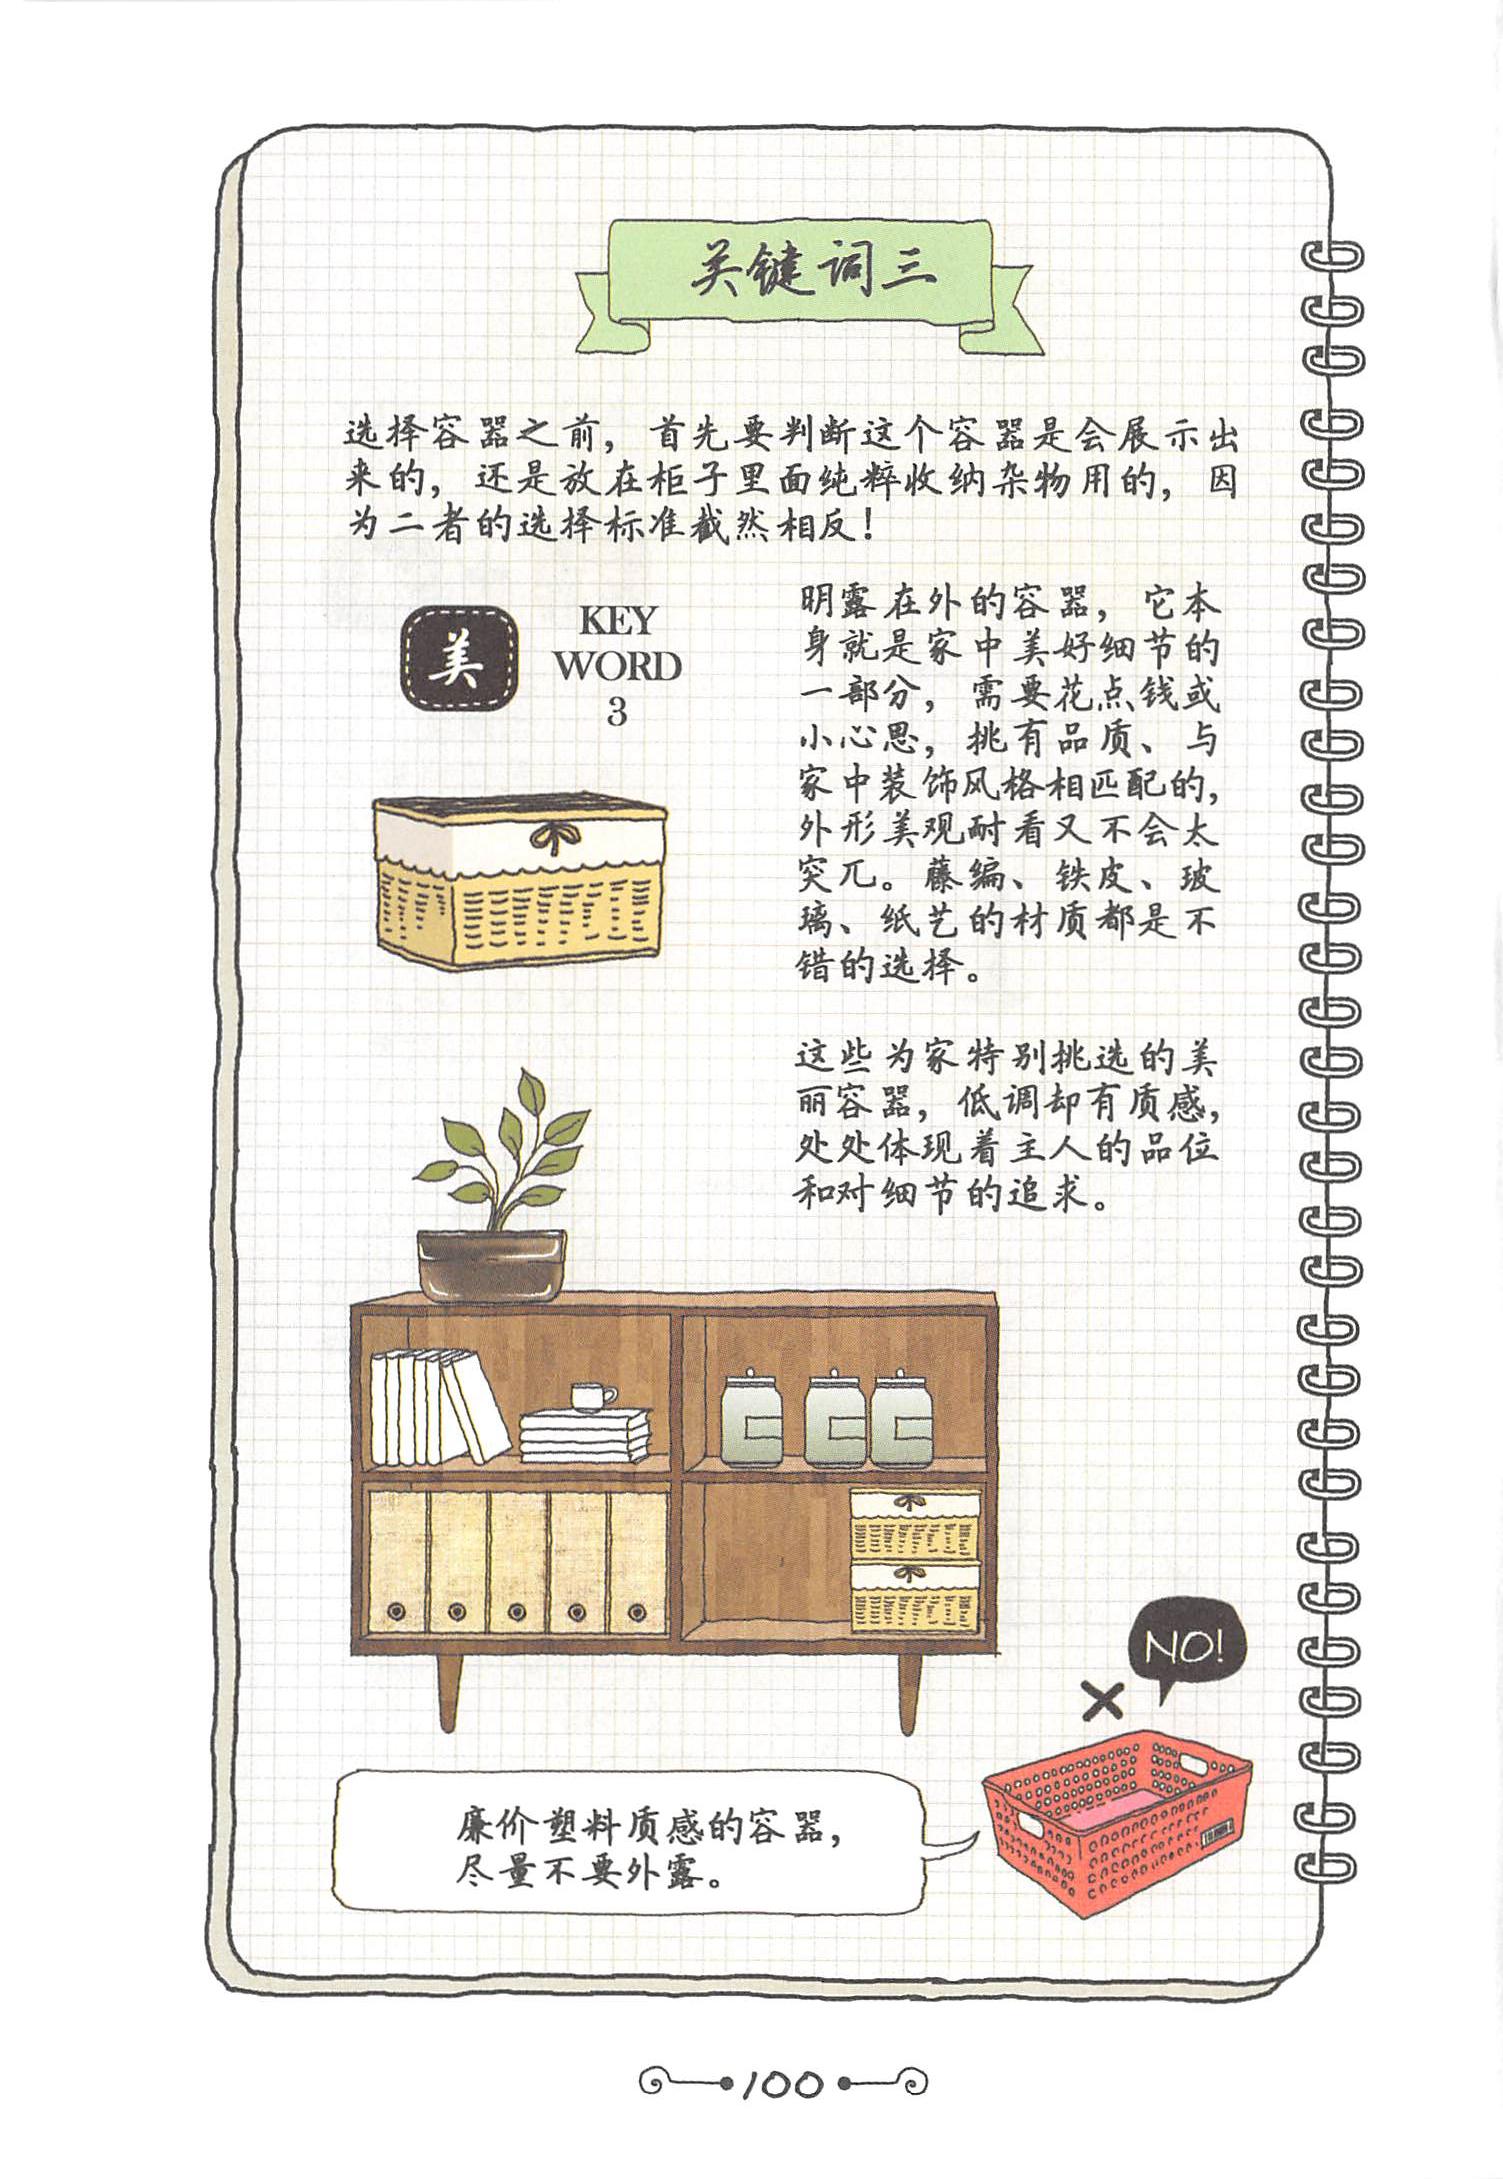 关键词三
选择容器之前，首先要判断这个容器是会展示出
来的，还是放在柜子里面纯粹收纳杂物用的，因
为二者的选择标准截然相反！
美
KEY
WORD
3
明露在外的容器，它本
身就是家中美好细节的
一部分，需要花点钱或
小心思，挑有品质、与
家中装饰风格相匹配的，
外形美观耐看又不会太
突兀。藤编、铁皮、玻
璃、纸艺的材质都是不
错的选择。
这些为家特别挑选的美
丽容器，低调却有质感，
处处体现着主人的品位
和对细节的追求。
NO!
廉价塑料质感的容器，
尽量不要外露。
100